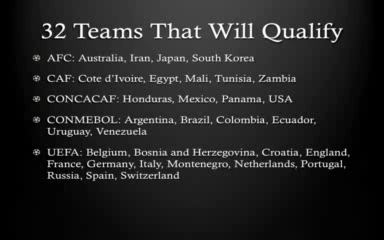 32 Teams That Will Qualify
AFC: Australia, Iran, Japan, South Korea
CAF: Cote d'Ivoire, Egypt, Mali, Tunisia, Zambia
CONCACAF: Honduras, Mexico, Panama, USA
CONMEBOL: Argentina, Brazil, Colombia, Ecuador,
Uruguay, Venezuela
UEFA: Belgium, Bosnia and Herzegovina, Croatia, England,
France, Germany, Italy, Montenegro, Netherlands, Portugal,
Russia, Spain, Switzerland